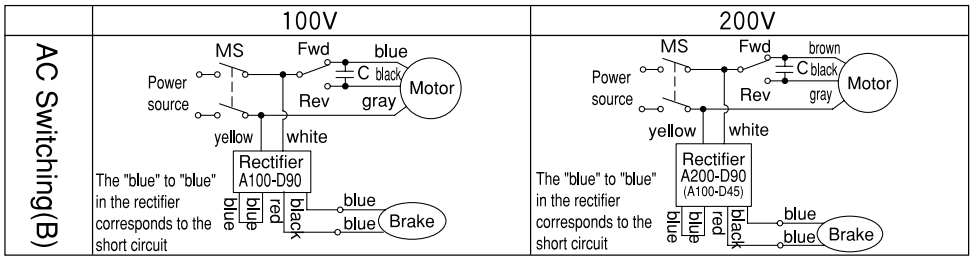 100V
200V
AC Switching(B)
MS
Fwd
blue
Power
source
C
black
Motor
Rev
gray
yellow
white
Rectifier
A100-D90
The "blue" to "blue"
in the rectifier
corresponds to the
short circuit
blue
blue
red
black
blue
blue
Brake
MS
Fwd
brown
Power
source
C
black
Motor
Rev
gray
yellow
white
Rectifier
A200-D90
(A100-D45)
The "blue" to "blue"
in the rectifier
corresponds to the
short circuit
blue
blue
red
black
blue
blue
Brake